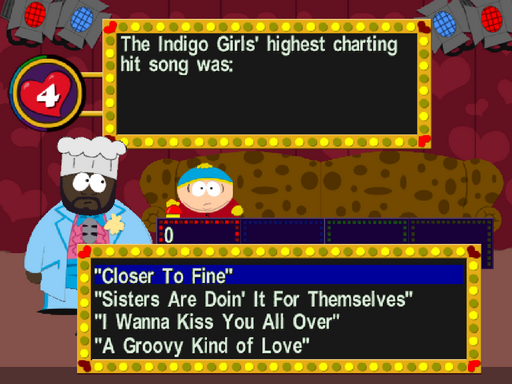 The Indigo Girls' highest charting
hit song was:
4
0
"Closer To Fine"
"Sisters Are Doin' It For Themselves"
"I Wanna Kiss You All Over"
"A Groovy Kind of Love"